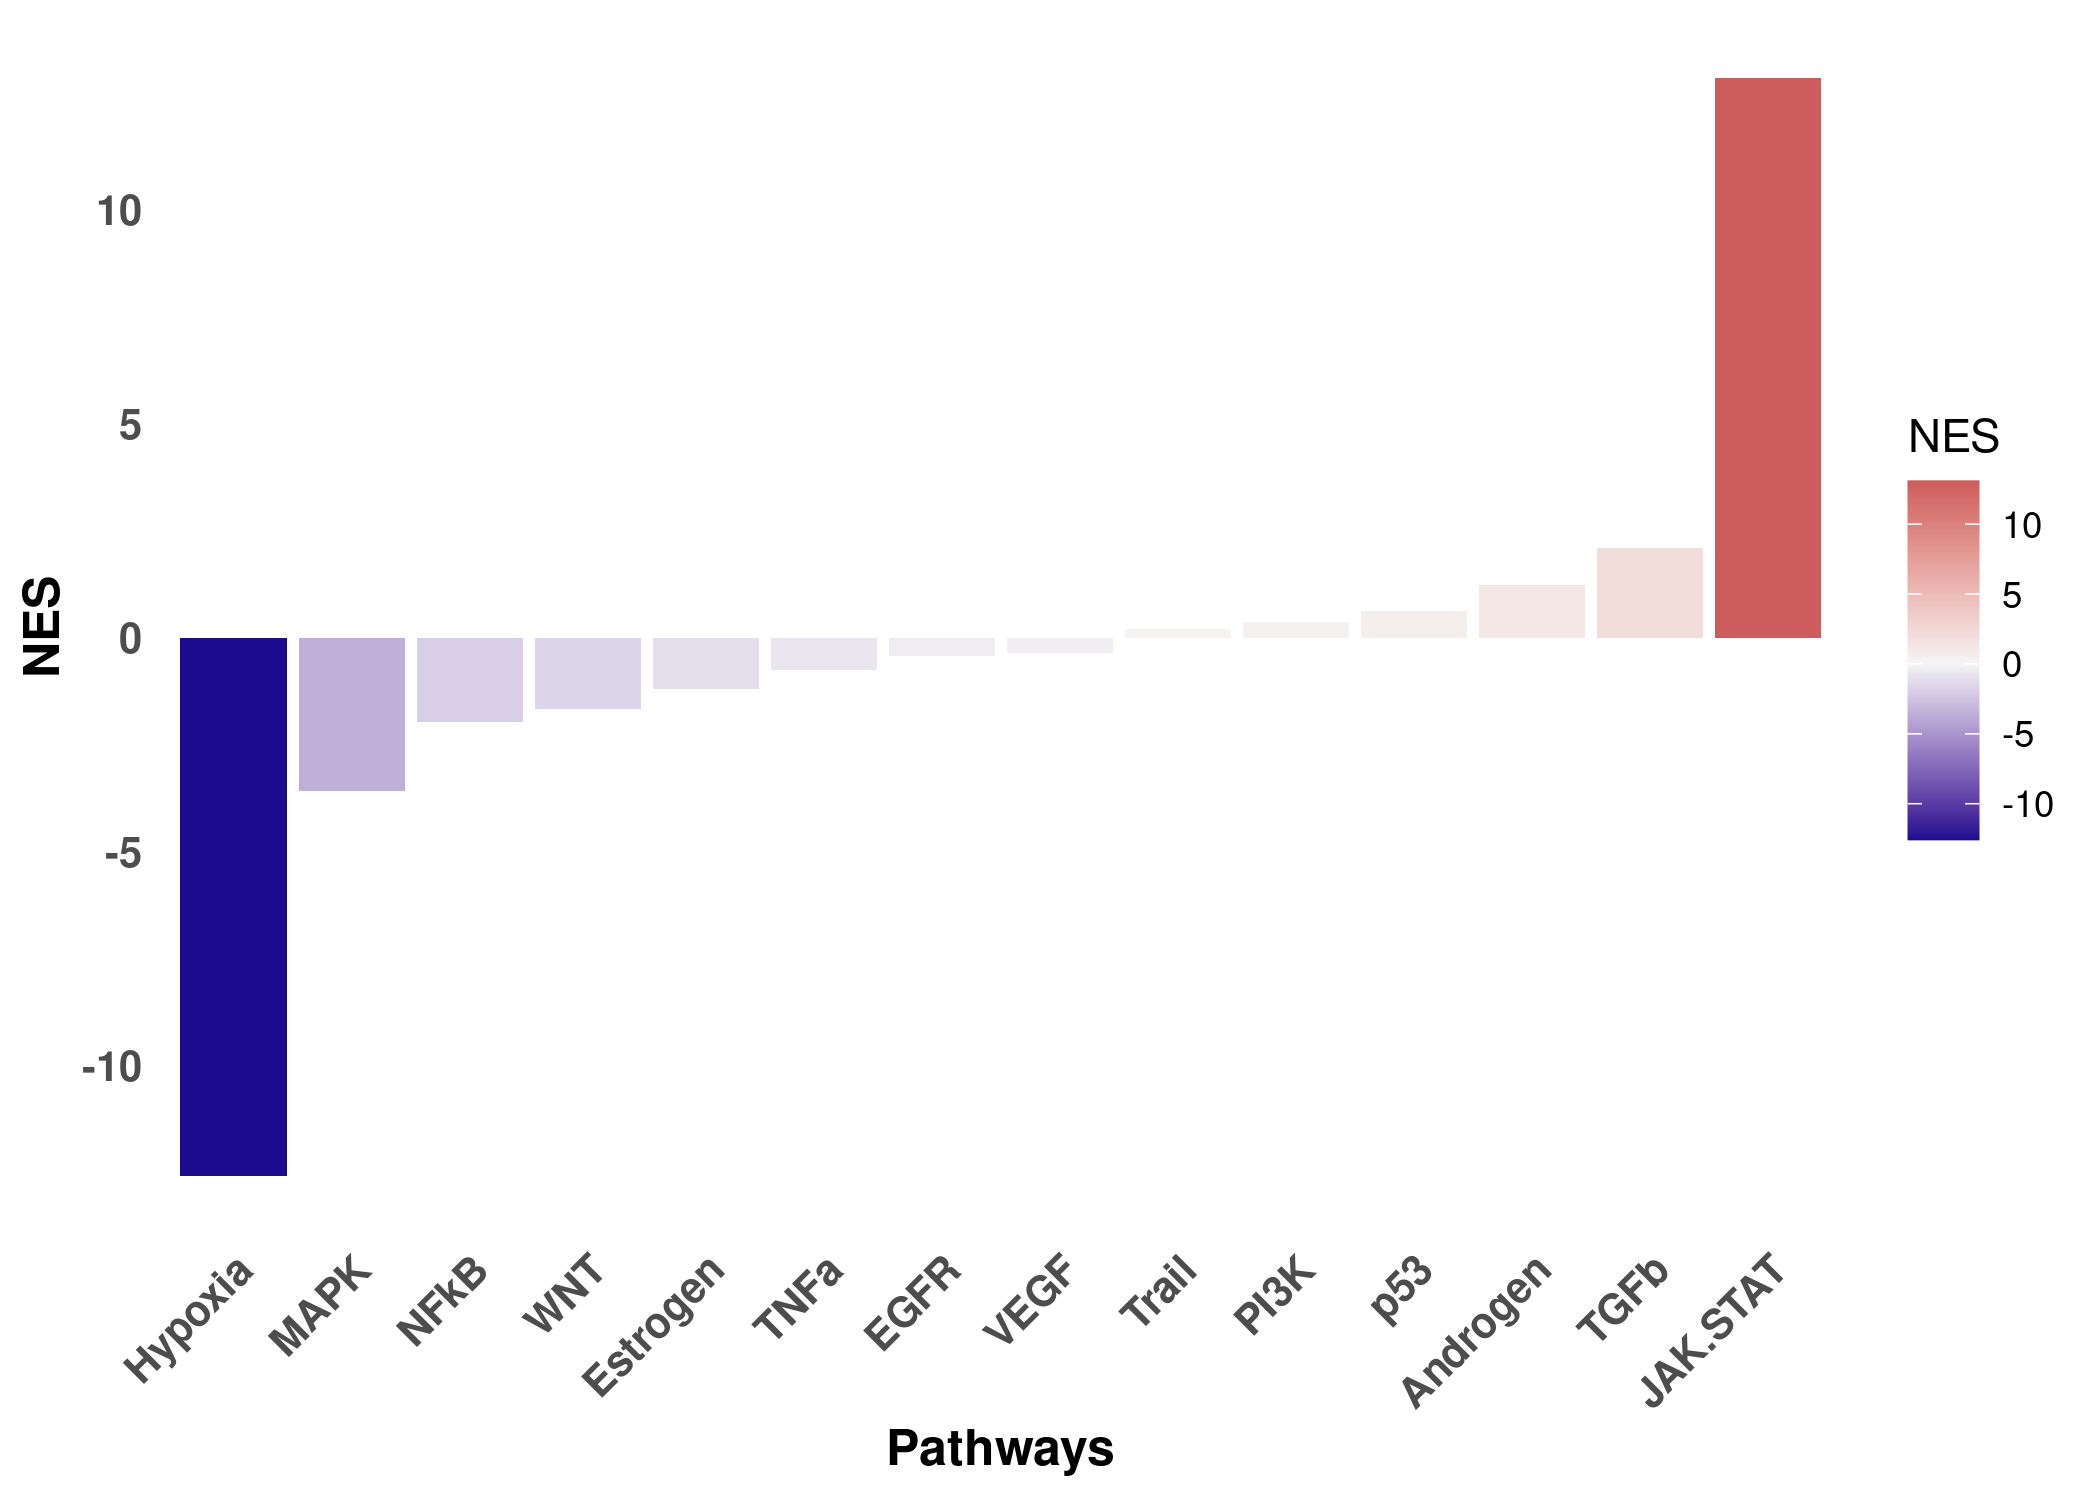 10
5
0
-5
-10
NES
Hypoxia
MAPK
NFkB
WNT
Estrogen
TNFa
EGFR
VEGF
Trail
PI3K
p53
Androgen
TGFb
JAK.STAT
Pathways
NES
10
5
0
-5
-10